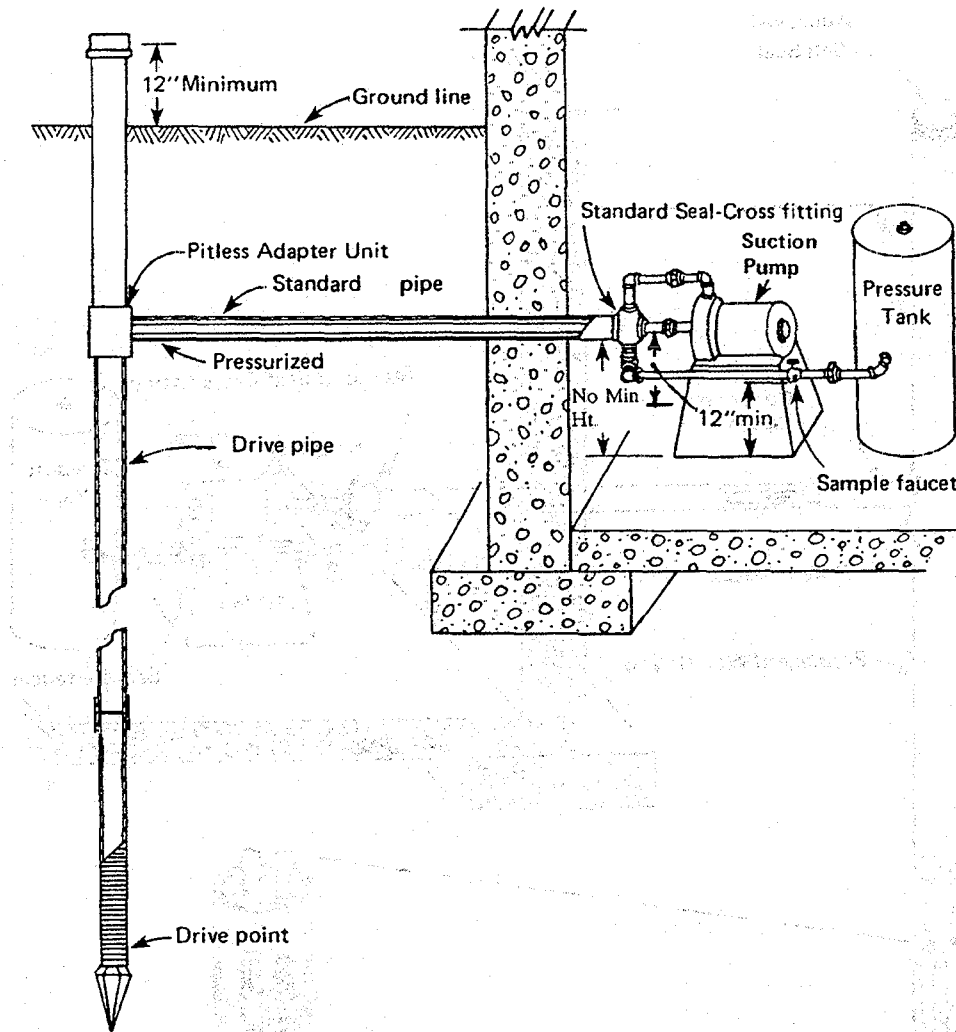 12" Minimum
Ground line
Standard Seal-Cross fitting
Suction
Pump
Pitless Adapter Unit
Standard pipe
Pressure
Tank
Pressurized
No Min
Ht.
12" min.
Drive pipe
Sample faucet
Drive point